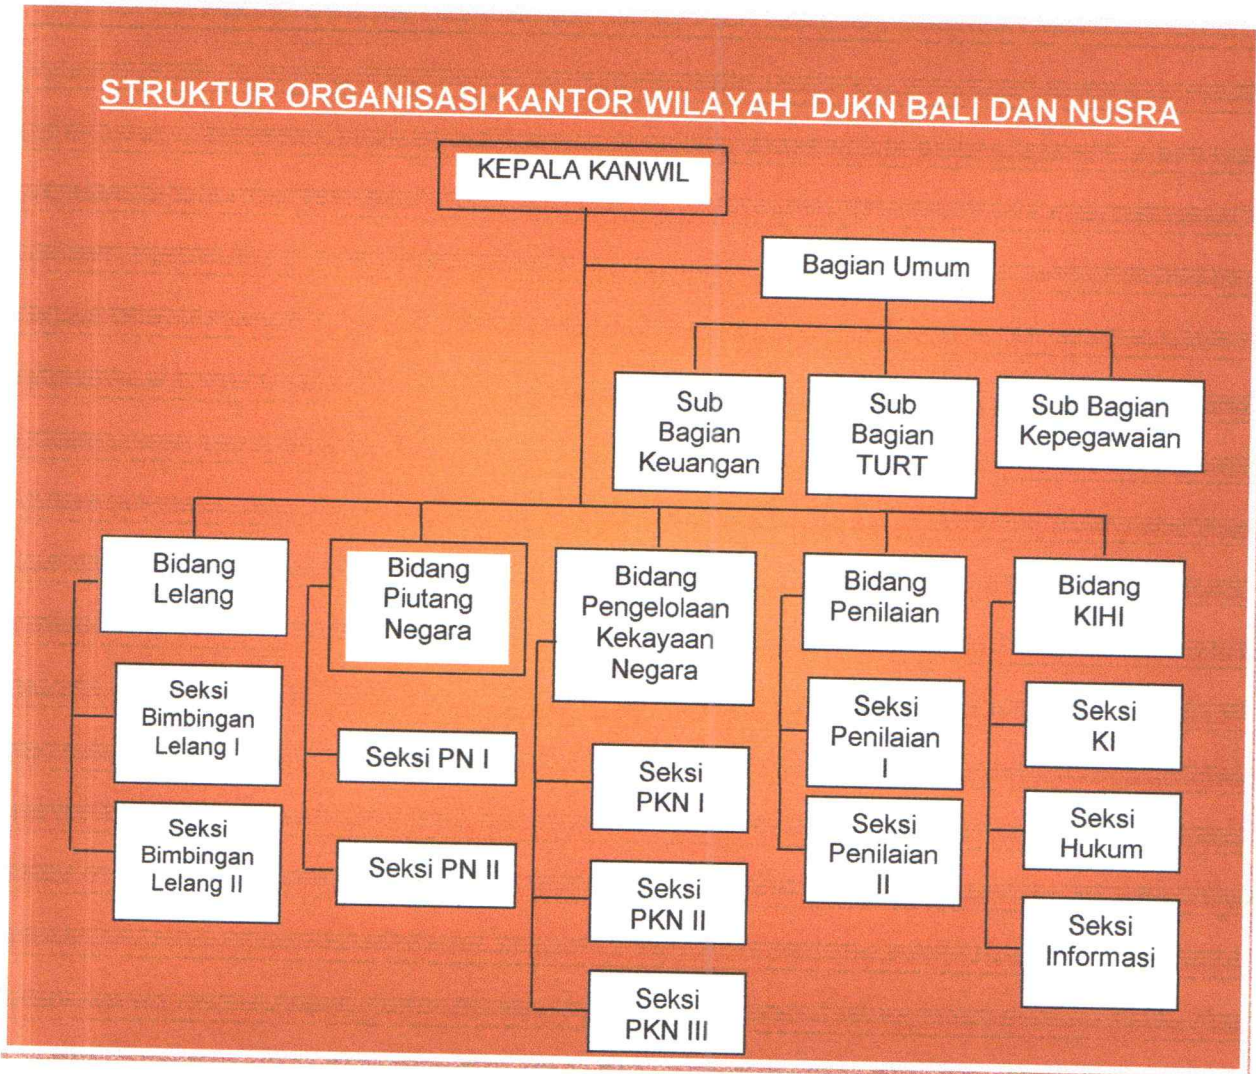 STRUKTUR ORGANISASI KANTOR WILAYAH DJKN BALI DAN NUSRA
KEPALA KANWIL
Bagian Umum
Sub
Bagian
Keuangan
Sub
Bagian
TURT
Sub Bagian
Kepegawaian
Bidang
Lelang
Seksi
Bimbingan
Lelang I
Seksi
Bimbingan
Lelang II
Bidang
Piutang
Negara
Seksi PN I
Seksi PN II
Bidang
Pengelolaan
Kekayaan
Negara
Seksi
PKN I
Seksi
PKN II
Seksi
PKN III
Bidang
Penilaian
Seksi
Penilaian
I
Seksi
Penilaian
II
Bidang
KIHI
Seksi
KI
Seksi
Hukum
Seksi
Informasi